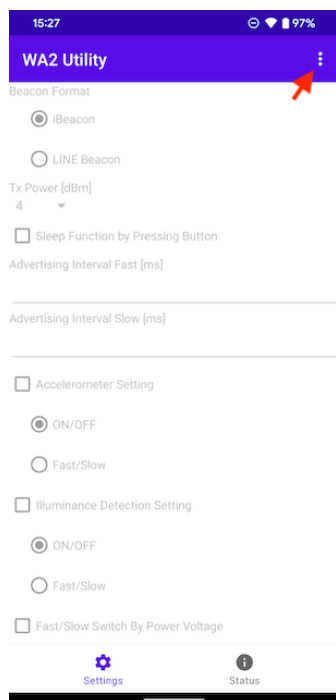 15:27
97%
WA2 Utility
Beacon Format
iBeacon
LINE Beacon
Tx Power [dBm]
4
Sleep Function by Pressing Button
Advertising Interval Fast [ms]
Advertising Interval Slow [ms]
Accelerometer Setting
ON/OFF
Fast/Slow
Illuminance Detection Setting
ON/OFF
Fast/Slow
Fast/Slow Switch By Power Voltage
Settings
Status